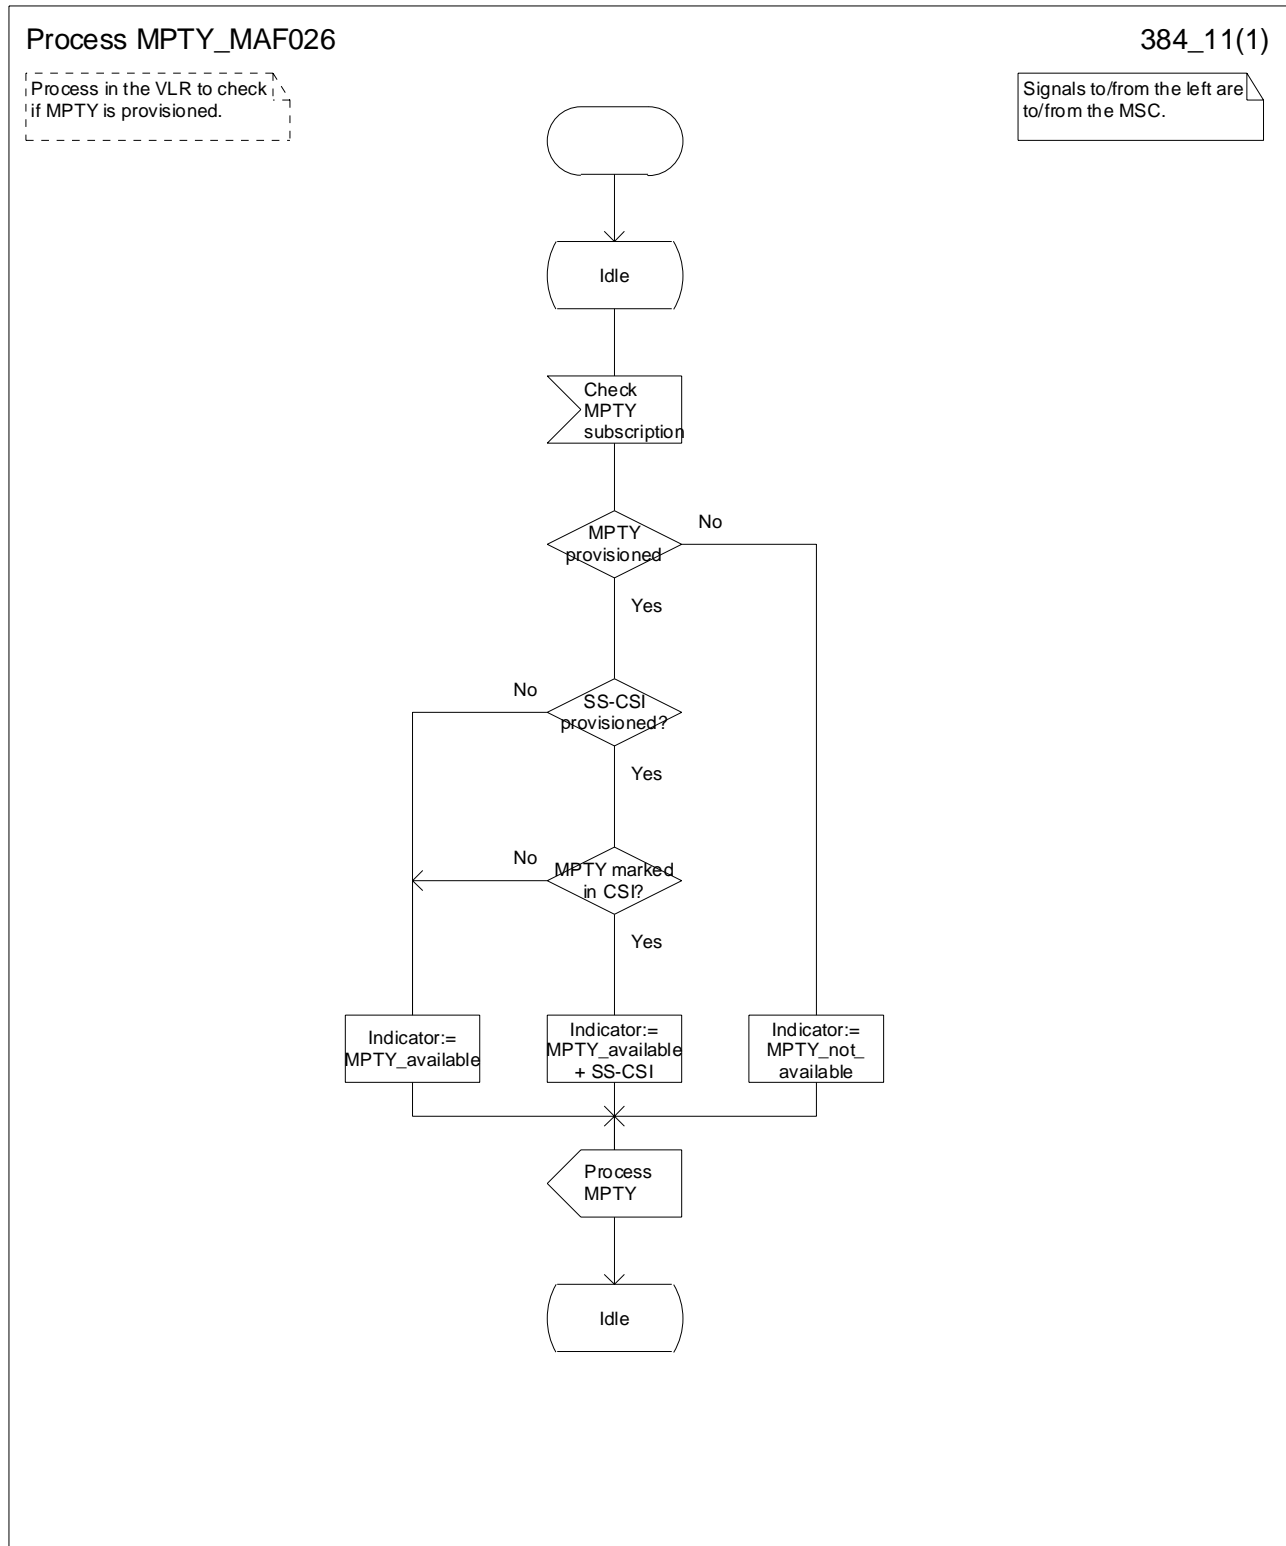 Process MPTY_MAF026
384_11(1)
Process in the VLR to check
if MPTY is provisioned.
Signals to/from the left are
to/from the MSC.
Idle
Check
MPTY
subscription
MPTY
provisioned
No
Yes
No
SS-CSI
provisioned?
Yes
No
MPTY marked
in CSI?
Yes
Indicator:=
MPTY_available
Indicator:=
MPTY_available
+ SS-CSI
Indicator:=
MPTY_not_
available
Process
MPTY
Idle